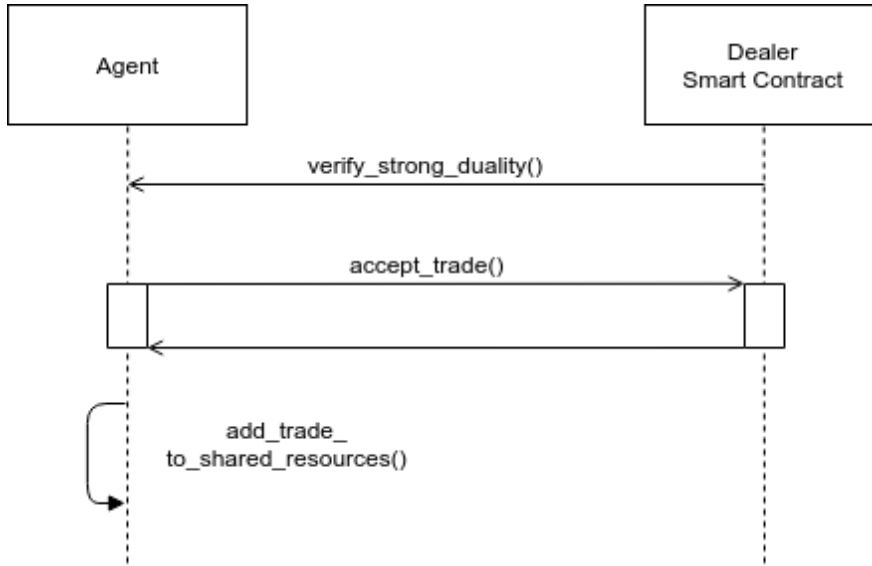 Agent
Dealer
Smart Contract
verify_strong_duality()
accept_trade()
add_trade_
to_shared_resources()